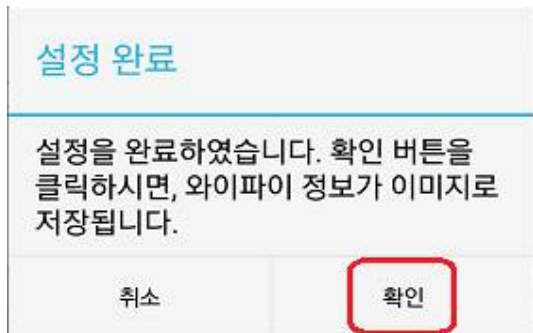 설정 완료
설정을 완료하였습니다. 확인 버튼을
클릭하시면, 와이파이 정보가 이미지로
저장됩니다.
취소
확인